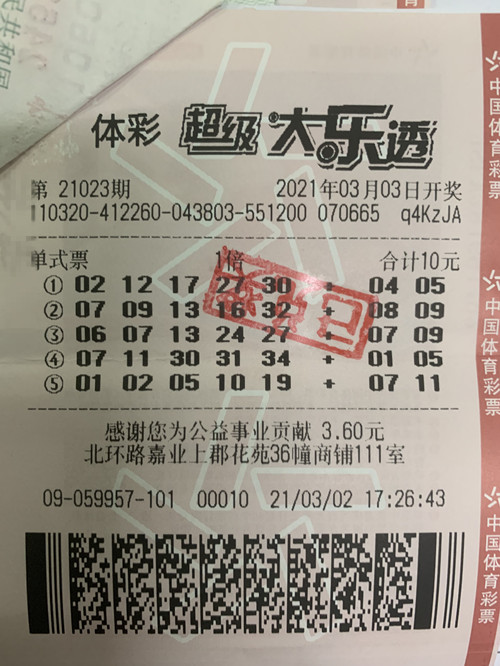 民共和国
体彩 超级大乐透
第 21023期 2021年03月03日开奖
110320-412260-043803-551200 070665 q4KzJA
单式票 1倍 合计10元
① 02 12 17 27 30 + 04 05
② 07 09 13 16 32 + 08 09
③ 06 07 13 24 27 + 07 09
④ 07 11 30 31 34 + 01 05
⑤ 01 02 05 10 19 + 07 11
感谢您为公益事业贡献 3.60元
北环路嘉业上郡花苑36幢商铺111室
09-059957-101 00010 21/03/02 17:26:43
中国体育彩票
中国体育彩票
中国体育彩票